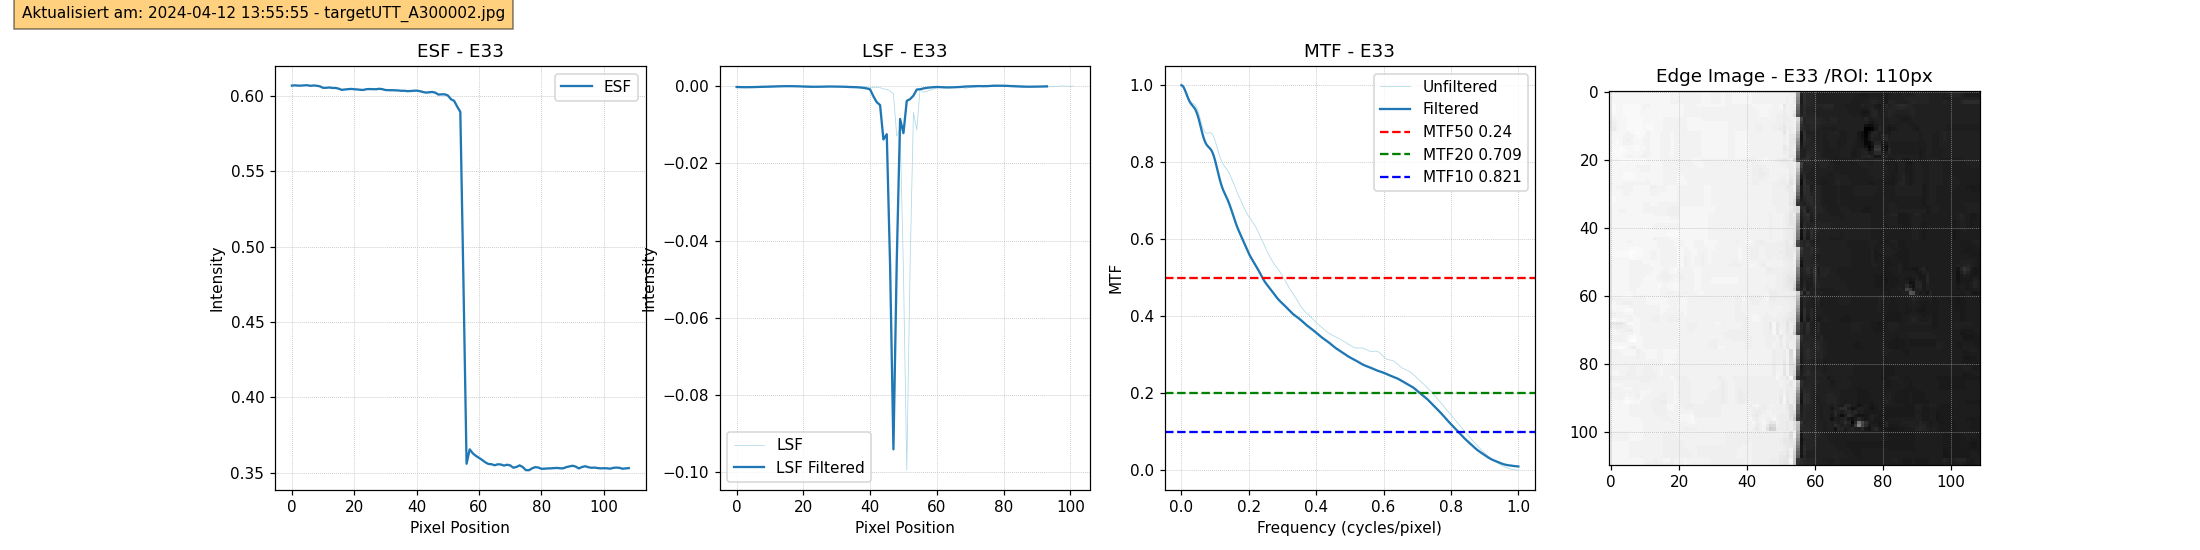 Aktualisiert am: 2024-04-12 13:55:55 - targetUTT_A300002.jpg
ESF - E33
ESF
0.60
0.55
0.50
0.45
0.40
0.35
Intensity
0 20 40 60 80 100
Pixel Position
LSF - E33
0.00
−0.02
−0.04
−0.06
−0.08
−0.10
Intensity
LSF
LSF Filtered
0 20 40 60 80 100
Pixel Position
MTF - E33
1.0
0.8
0.6
0.4
0.2
0.0
MTF
Unfiltered
Filtered
MTF50 0.24
MTF20 0.709
MTF10 0.821
0.0 0.2 0.4 0.6 0.8 1.0
Frequency (cycles/pixel)
Edge Image - E33 /ROI: 110px
0
20
40
60
80
100
0 20 40 60 80 100